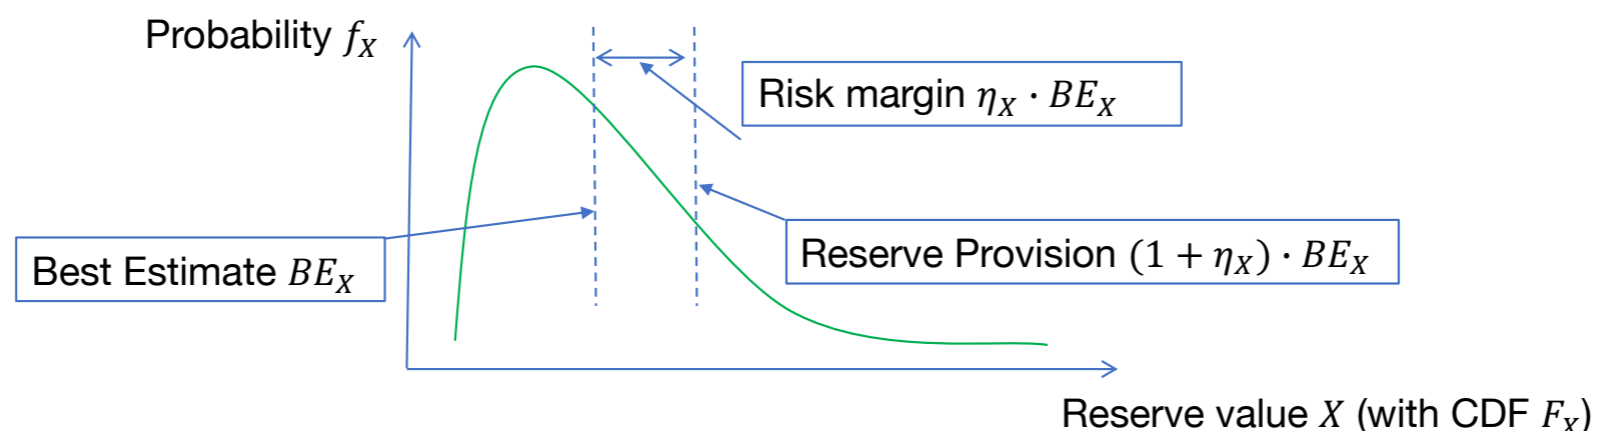 Probability f_X
Risk margin η_X · BE_X
Reserve Provision (1 + η_X) · BE_X
Best Estimate BE_X
Reserve value X (with CDF F_X)